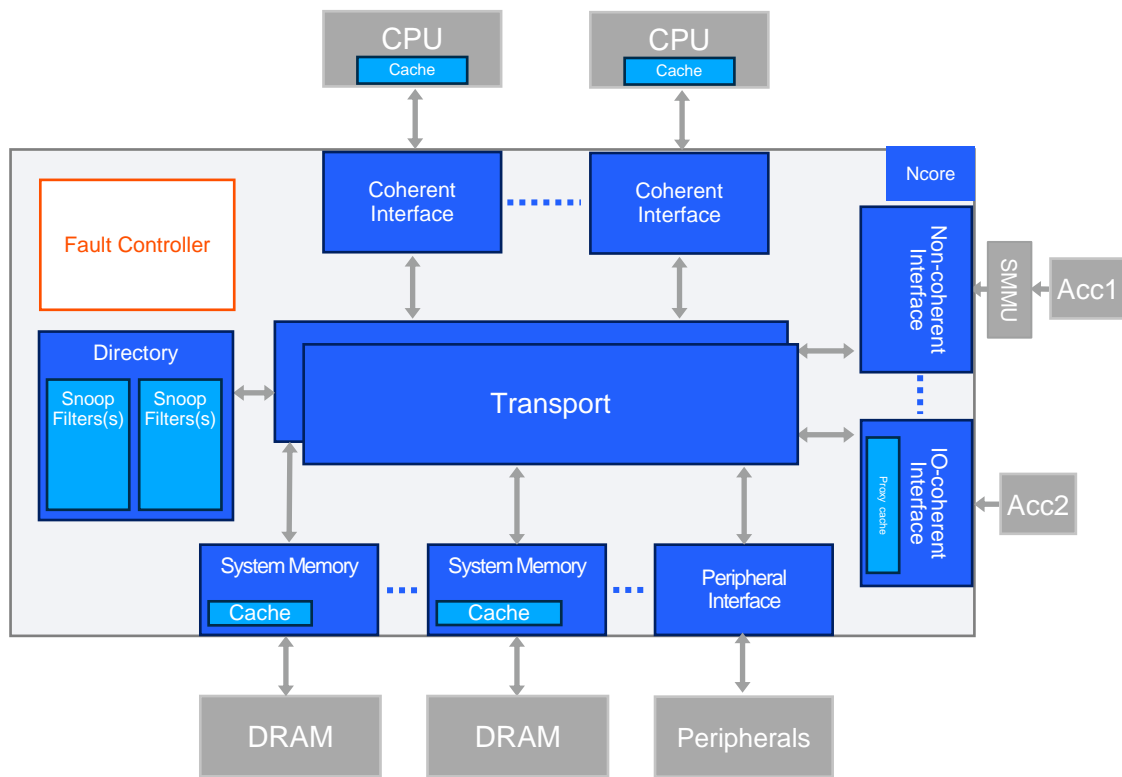 CPU
Cache
CPU
Cache
Ncore
Coherent
Interface
Coherent
Interface
Fault Controller
Non-coherent
Interface
SMMU
Acc1
Directory
Snoop
Filters(s)
Snoop
Filters(s)
Transport
IO-coherent
Interface
Proxy cache
Acc2
System Memory
Cache
System Memory
Cache
Peripheral
Interface
DRAM
DRAM
Peripherals